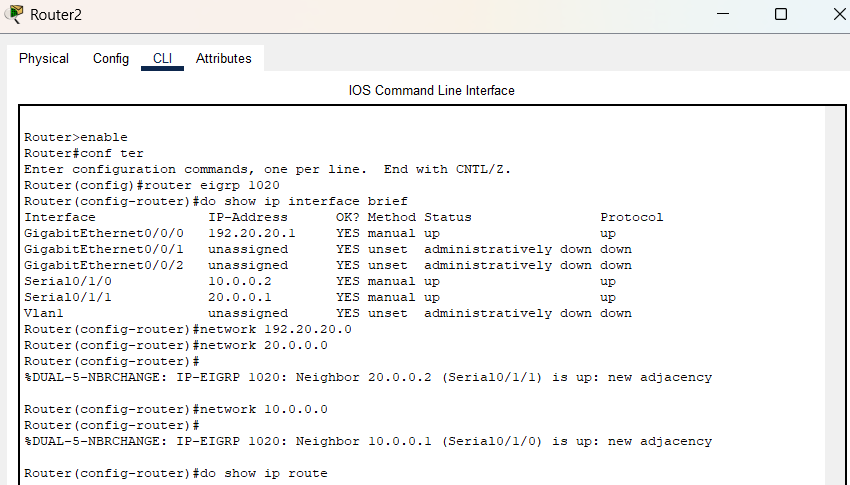 Router2
Physical Config CLI Attributes
IOS Command Line Interface
Router>enable
Router#conf ter
Enter configuration commands, one per line.  End with CNTL/Z.
Router(config)#router eigrp 1020
Router(config-router)#do show ip interface brief
Interface              IP-Address      OK? Method Status                Protocol
GigabitEthernet0/0/0   192.20.20.1     YES manual up                    up
GigabitEthernet0/0/1   unassigned      YES unset  administratively down down
GigabitEthernet0/0/2   unassigned      YES unset  administratively down down
Serial0/1/0            10.0.0.2        YES manual up                    up
Serial0/1/1            20.0.0.1        YES manual up                    up
Vlan1                  unassigned      YES unset  administratively down down
Router(config-router)#network 192.20.20.0
Router(config-router)#network 20.0.0.0
Router(config-router)#
%DUAL-5-NBRCHANGE: IP-EIGRP 1020: Neighbor 20.0.0.2 (Serial0/1/1) is up: new adjacency
Router(config-router)#network 10.0.0.0
Router(config-router)#
%DUAL-5-NBRCHANGE: IP-EIGRP 1020: Neighbor 10.0.0.1 (Serial0/1/0) is up: new adjacency
Router(config-router)#do show ip route